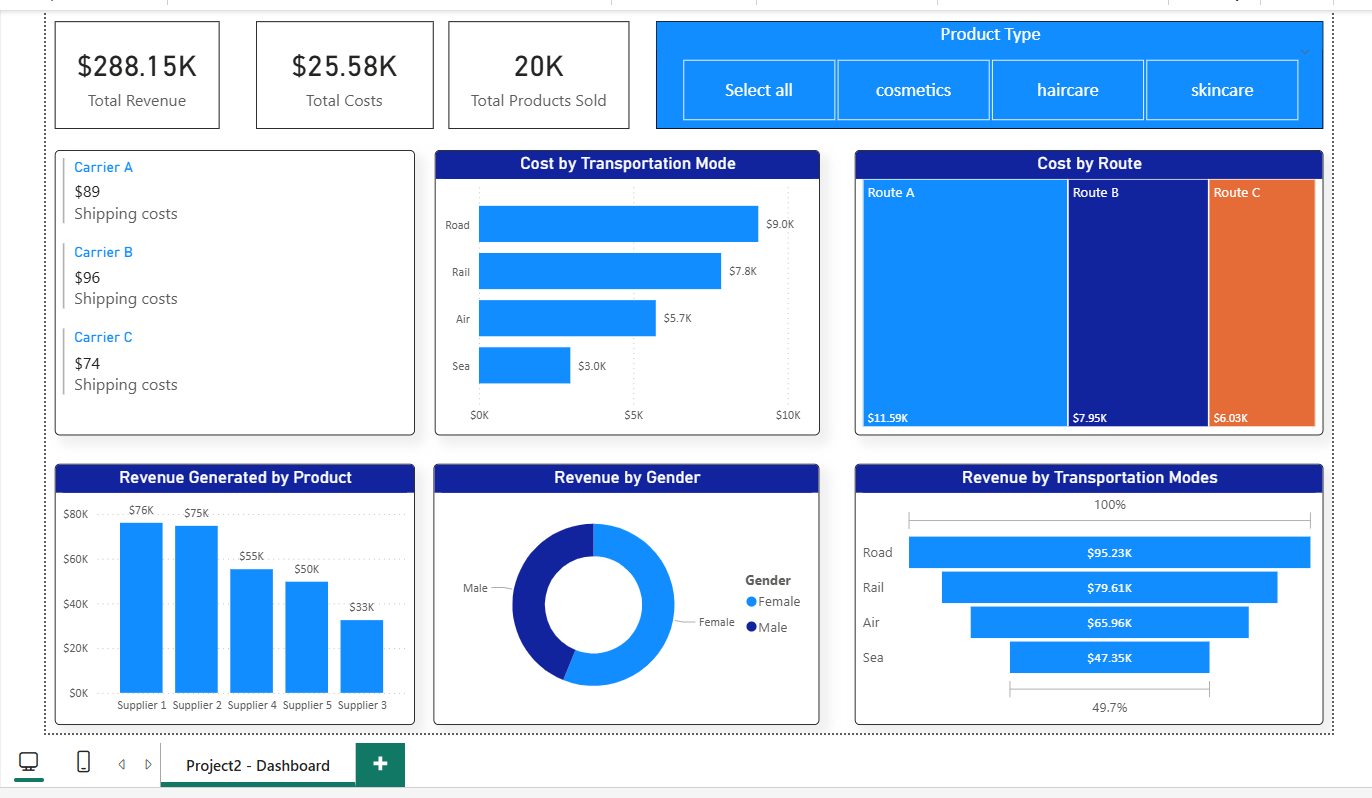 $288.15K
Total Revenue
$25.58K
Total Costs
20K
Total Products Sold
Product Type
Select all
cosmetics
haircare
skincare
Carrier A
$89
Shipping costs
Carrier B
$96
Shipping costs
Carrier C
$74
Shipping costs
Cost by Transportation Mode
Road
$9.0K
Rail
$7.8K
Air
$5.7K
Sea
$3.0K
$0K
$5K
$10K
Cost by Route
Route A
Route B
Route C
$11.59K
$7.95K
$6.03K
Revenue Generated by Product
$80K
$60K
$40K
$20K
$0K
$76K
$75K
$55K
$50K
$33K
Supplier 1
Supplier 2
Supplier 4
Supplier 5
Supplier 3
Revenue by Gender
Male
Female
Gender
Female
Male
Revenue by Transportation Modes
100%
Road
$95.23K
Rail
$79.61K
Air
$65.96K
Sea
$47.35K
49.7%
Project2 - Dashboard